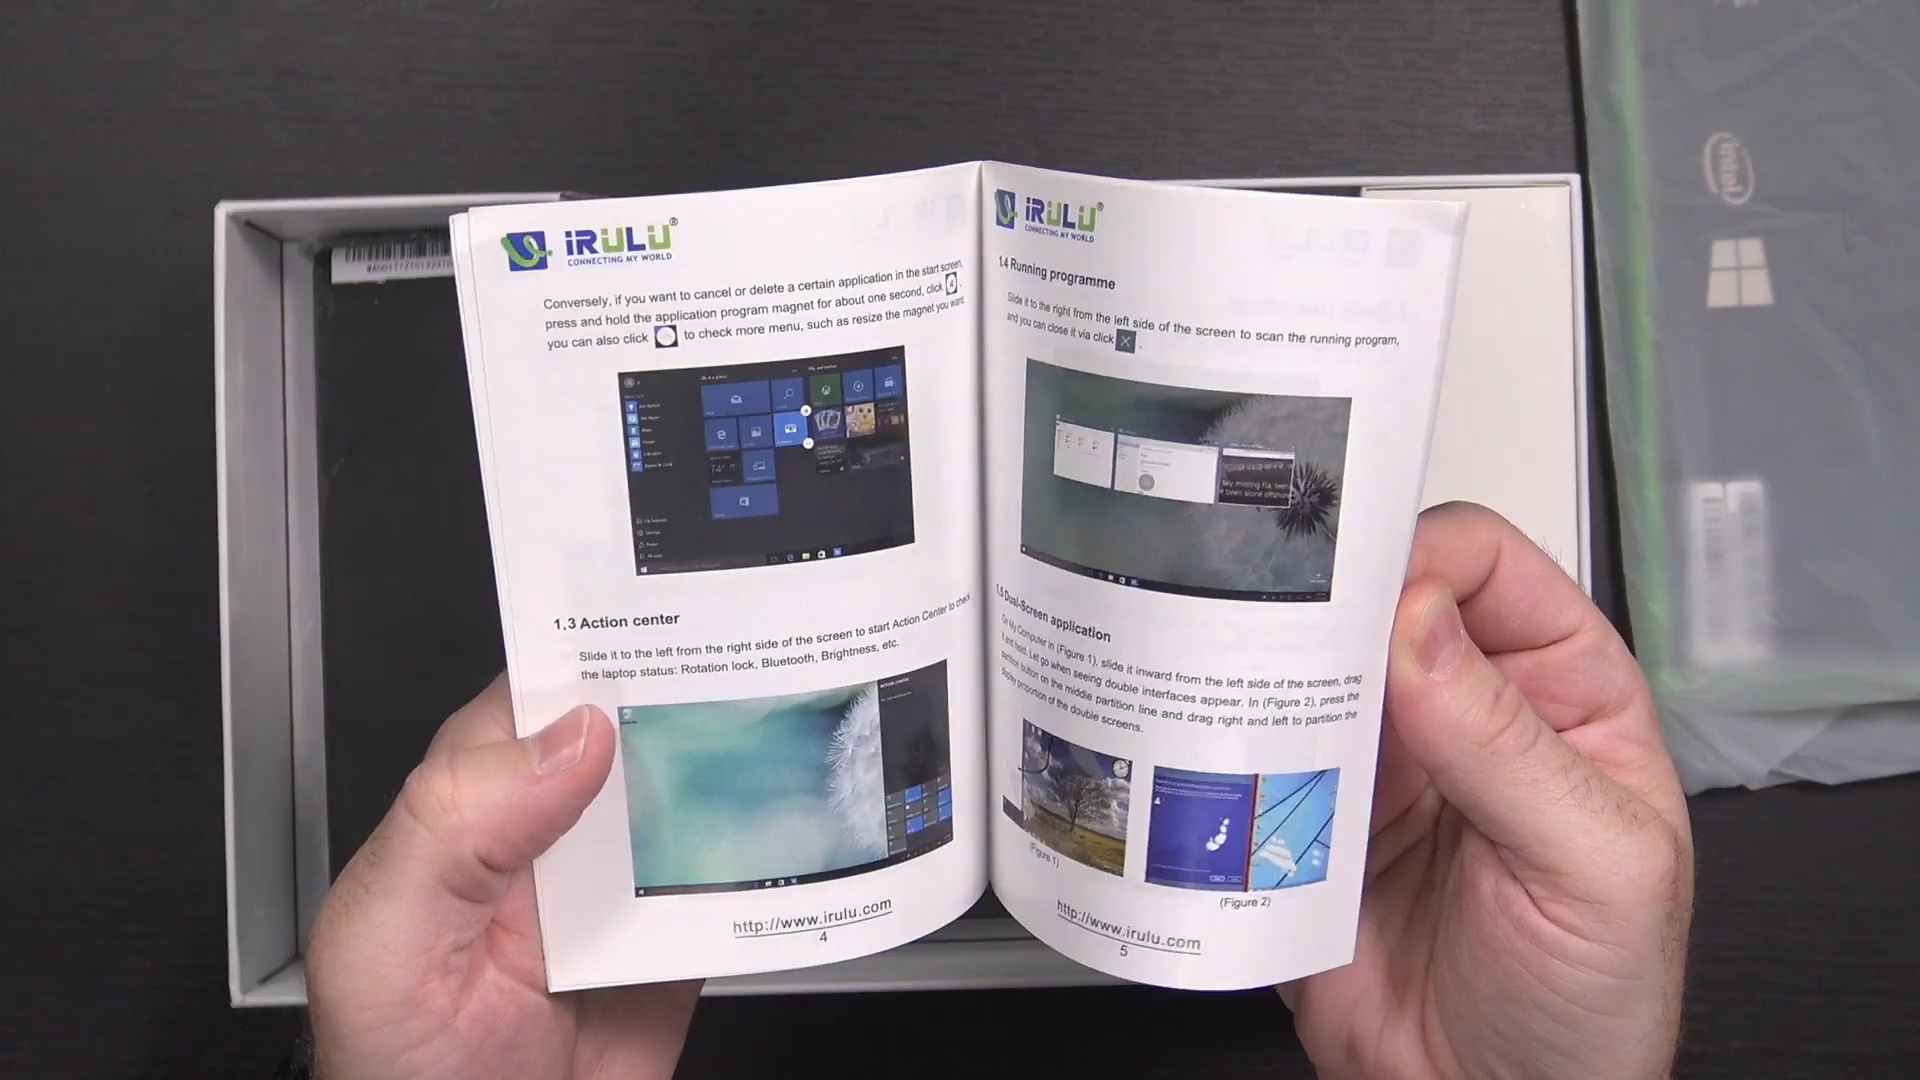 iRULU®
CONNECTING MY WORLD
Conversely, if you want to cancel or delete a certain application in the start screen,
press and hold the application program magnet for about one second, click .
you can also click to check more menu, such as resize the magnet you want.
1.3 Action center
Slide it to the left from the right side of the screen to start Action Center to check
the laptop status: Rotation lock, Bluetooth, Brightness, etc.
ACTION CENTER
http://www.irulu.com
4
iRULU®
CONNECTING MY WORLD
1.4 Running programme
Slide it to the right from the left side of the screen to scan the running program,
and you can close it via click .
1.5 Dual-Screen application
On My Computer in (Figure 1), slide it inward from the left side of the screen, drag
it and hold. Let go when seeing double interfaces appear. In (Figure 2), press the
partition button on the middle partition line and drag right and left to partition the
display proportion of the double screens.
(Figure 1)
(Figure 2)
http://www.irulu.com
5
intel